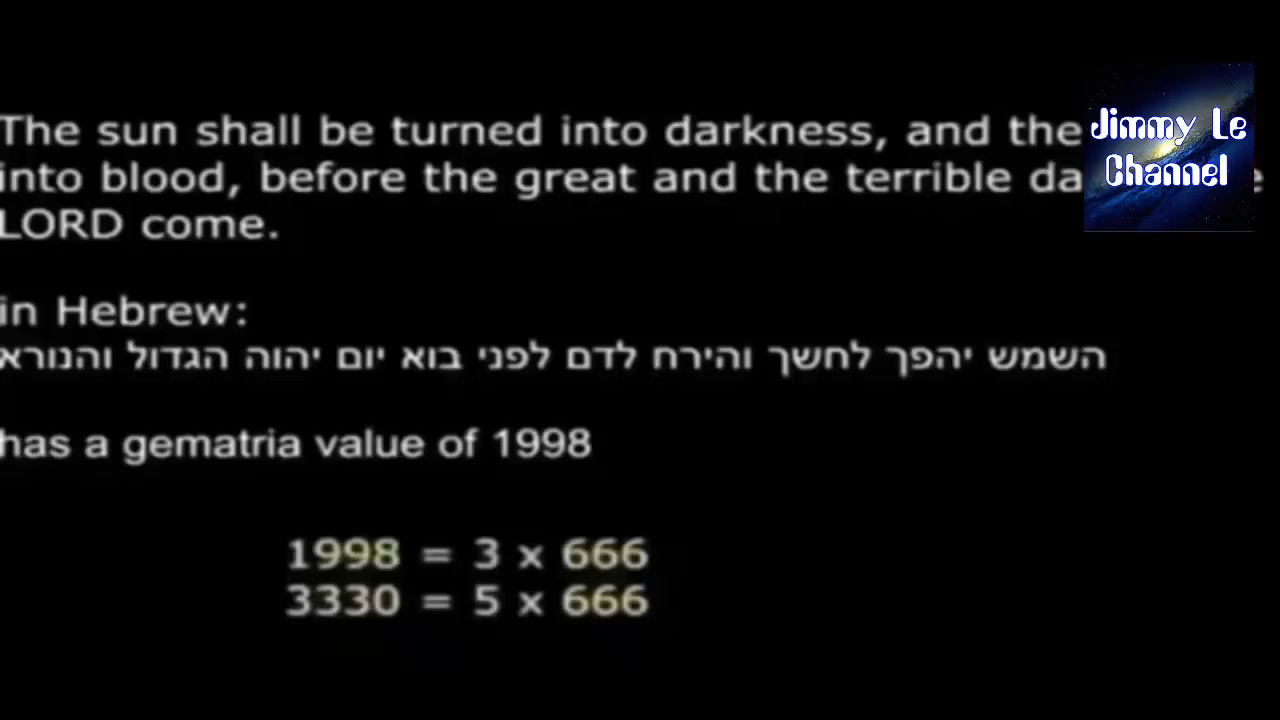 The sun shall be turned into darkness, and the
into blood, before the great and the terrible da e
LORD come.
in Hebrew:
השמש יהפך לחשך והירח לדם לפני בוא יום יהוה הגדול והנורא
has a gematria value of 1998
1998 = 3 x 666
3330 = 5 x 666
Jimmy Le
Channel